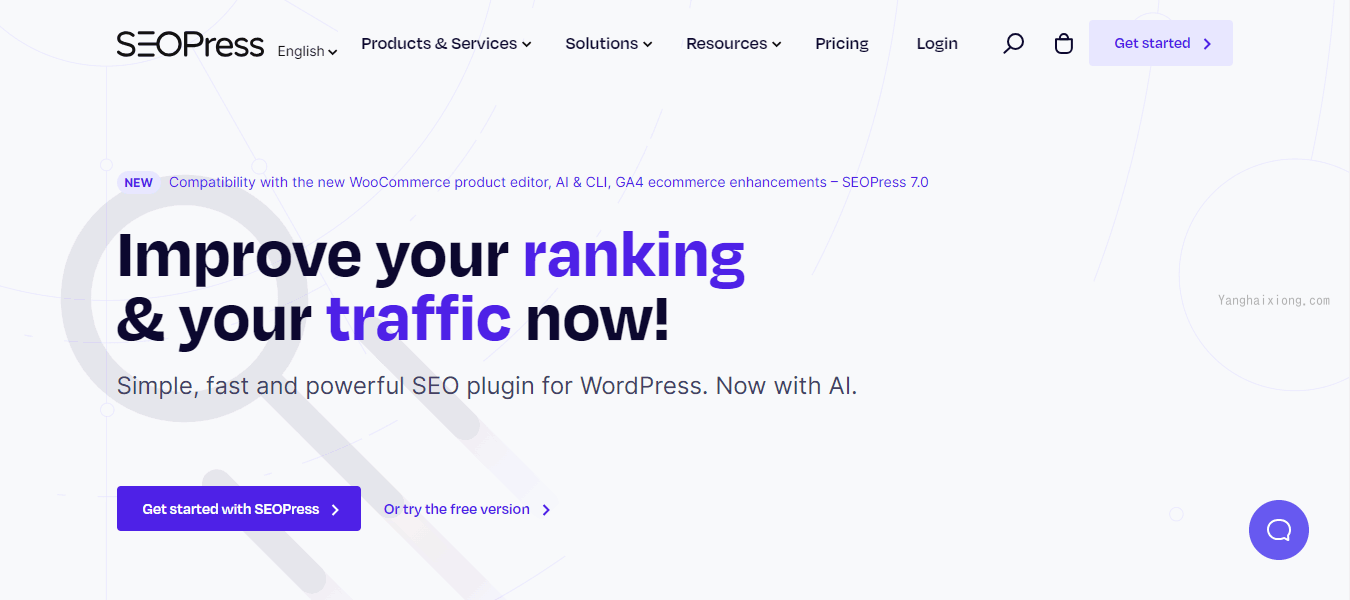 SEOPress
English
Products & Services
Solutions
Resources
Pricing
Login
Get started
NEW
Compatibility with the new WooCommerce product editor, AI & CLI, GA4 ecommerce enhancements – SEOPress 7.0
Improve your ranking
& your traffic now!
Yanghaixiong.com
Simple, fast and powerful SEO plugin for WordPress. Now with AI.
Get started with SEOPress
Or try the free version